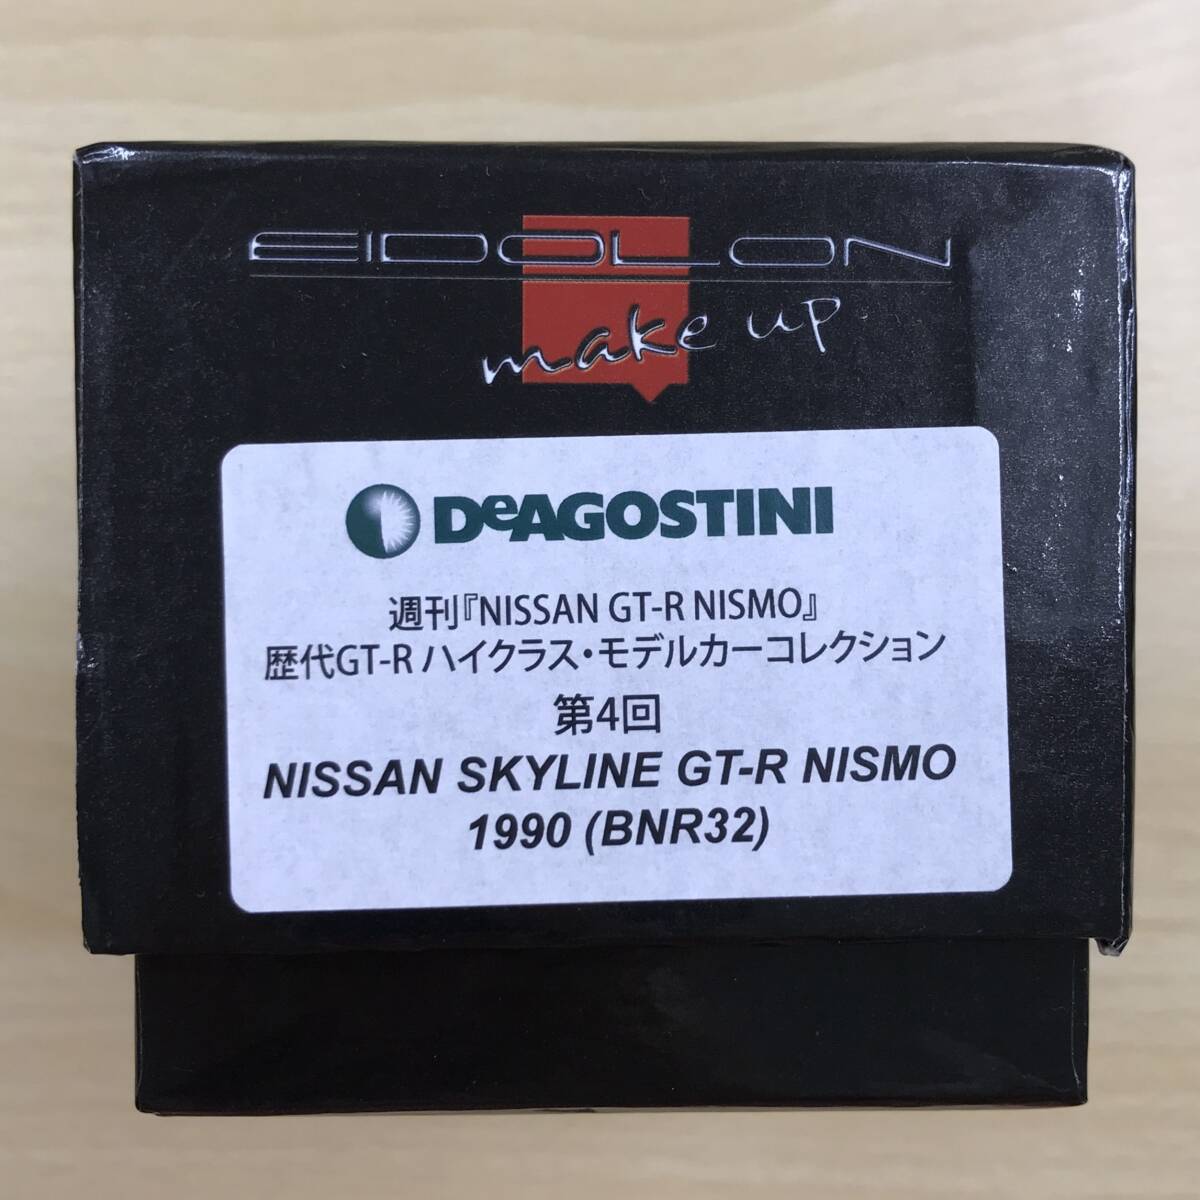 EIDOLON
make up
DeAGOSTINI
週刊『NISSAN GT-R NISMO』
歴代GT-R ハイクラス・モデルカーコレクション
第4回
NISSAN SKYLINE GT-R NISMO
1990 (BNR32)